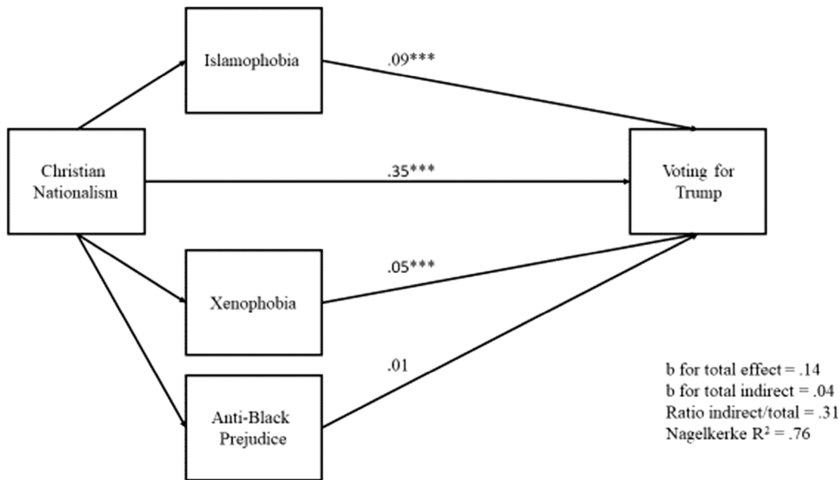 Islamophobia
.09***
Christian
Nationalism
.35***
Voting for
Trump
Xenophobia
.05***
Anti-Black
Prejudice
.01
b for total effect = .14
b for total indirect = .04
Ratio indirect/total = .31
Nagelkerke R² = .76